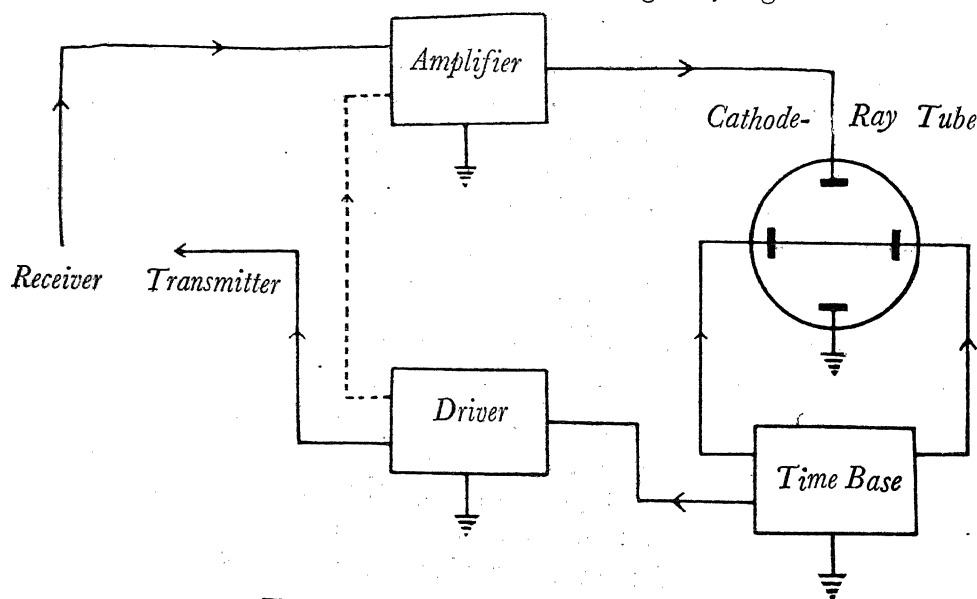 Amplifier
Cathode- Ray Tube
Receiver Transmitter
Driver
Time Base